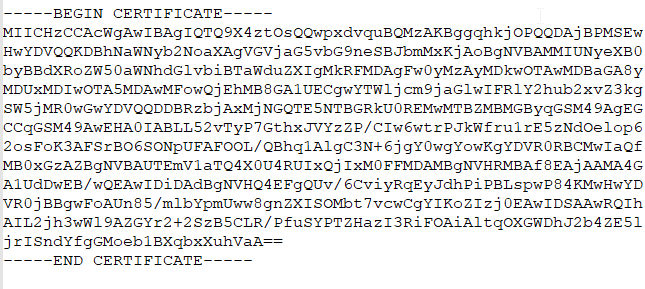 -----BEGIN CERTIFICATE-----
MIICHzCCAcWgAwIBAgIQTQ9X4ztOsQQwpxdvquBQMzAKBggqhkjOPQQDAjBPMSEw
HwYDVQQKDBhNaWNyb2NoaXAgVGVjaG5vbG9neSBJbmMxKjAoBgNVBAMMIUNyeXB0
byBBdXRoZW50aWNhdGlvbiBTaWduZXIgMkRFMDAgFw0yMzAyMDkwOTAwMDBaGA8y
MDUxMDIwOTA5MDAwMFowQjEhMB8GA1UECgwYTWljcm9jaGlwIFRlY2hub2xvZ3kg
SW5jMR0wGwYDVQQDDBRzbjAxMjNGQTE5NTBGRkU0REMwMTBZMBMGByqGSM49AgEG
CCqGSM49AwEHA0IABLL52vTyP7GthxJVYzZP/CIw6wtrPJkWfru1rE5zNdOelop6
2osFoK3AFSrBO6SONpUFAFOOL/QBhq1AlgC3N+6jgY0wgYowKgYDVR0RBCMwIaQf
MB0xGzAZBgNVBAUTEmV1aTQ4X0U4RUIxQjIxM0FFMDAMBgNVHRMBAf8EAjAAMA4G
A1UdDwEB/wQEAwIDiDAdBgNVHQ4EFgQUv/6CviyRqEyJdhPiPBLspwP84KMwHwYD
VR0jBBgwFoAUn85/mlbYpmUww8gnZXISOMbt7vcwCgYIKoZIzj0EAwIDSAAwRQIh
AIL2jh3wWl9AZGYr2+2SzB5CLR/PfuSYPTZHazI3RiFOAiAltqOXGWDhJ2b4ZE5l
jrISndYfgGMoeb1BXqbxXuhVaA==
-----END CERTIFICATE-----